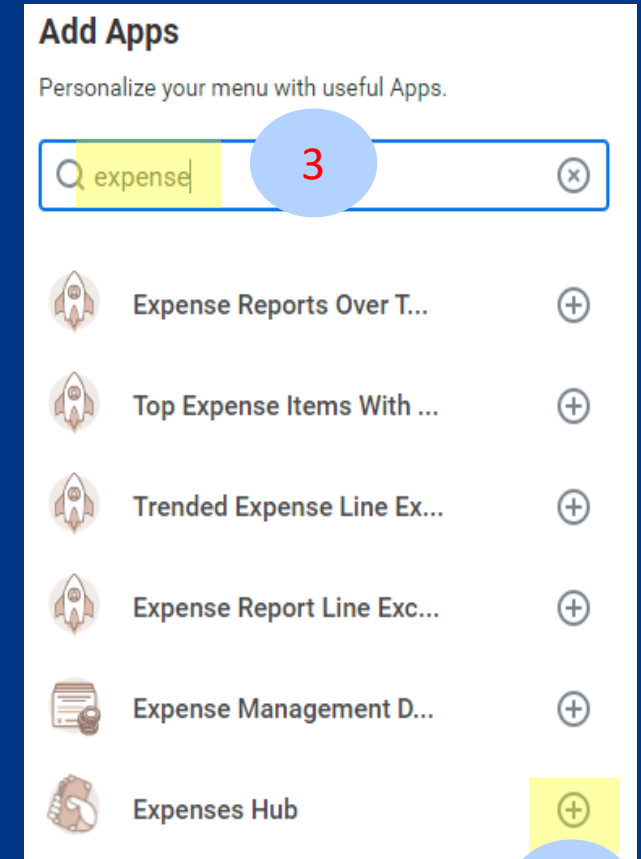 Add Apps
Personalize your menu with useful Apps.
expense
3
Expense Reports Over T...
Top Expense Items With ...
Trended Expense Line Ex...
Expense Report Line Exc...
Expense Management D...
Expenses Hub